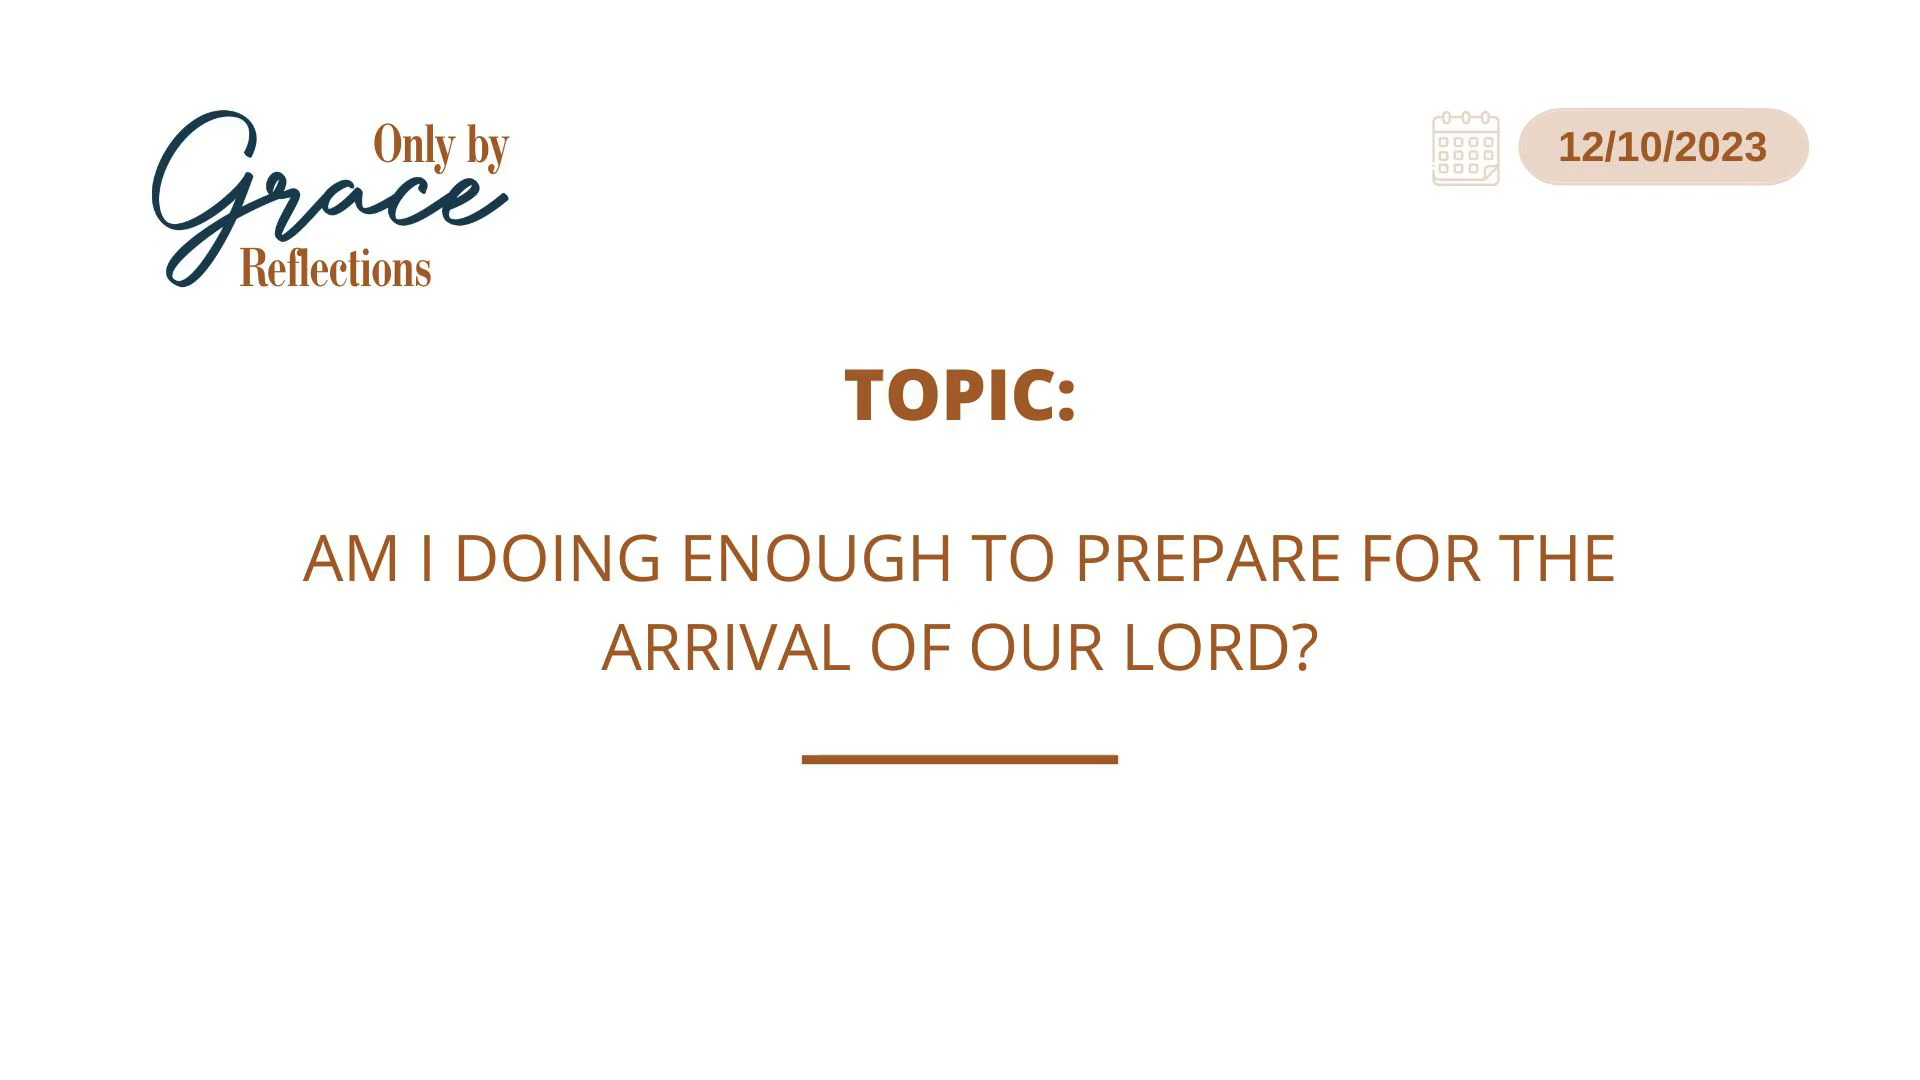 Only by
Grace
Reflections
12/10/2023
TOPIC:
AM I DOING ENOUGH TO PREPARE FOR THE
ARRIVAL OF OUR LORD?